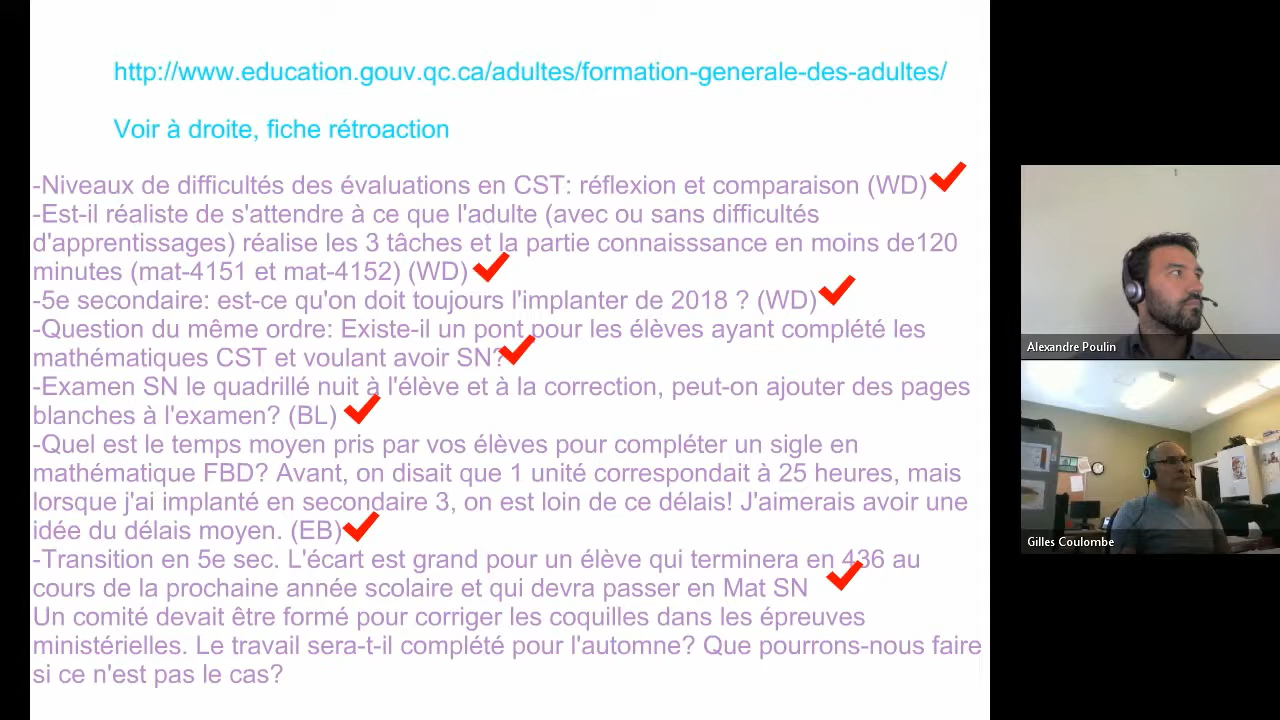 http://www.education.gouv.qc.ca/adultes/formation-generale-des-adultes/
Voir à droite, fiche rétroaction
-Niveaux de difficultés des évaluations en CST: réflexion et comparaison (WD)
-Est-il réaliste de s'attendre à ce que l'adulte (avec ou sans difficultés
d'apprentissages) réalise les 3 tâches et la partie connaisssance en moins de120
minutes (mat-4151 et mat-4152) (WD)
-5e secondaire: est-ce qu'on doit toujours l'implanter de 2018 ? (WD)
-Question du même ordre: Existe-il un pont pour les élèves ayant complété les
mathématiques CST et voulant avoir SN?
-Examen SN le quadrillé nuit à l'élève et à la correction, peut-on ajouter des pages
blanches à l'examen? (BL)
-Quel est le temps moyen pris par vos élèves pour compléter un sigle en
mathématique FBD? Avant, on disait que 1 unité correspondait à 25 heures, mais
lorsque j'ai implanté en secondaire 3, on est loin de ce délais! J'aimerais avoir une
idée du délais moyen. (EB)
-Transition en 5e sec. L'écart est grand pour un élève qui terminera en 436 au
cours de la prochaine année scolaire et qui devra passer en Mat SN
Un comité devait être formé pour corriger les coquilles dans les épreuves
ministérielles. Le travail sera-t-il complété pour l'automne? Que pourrons-nous faire
si ce n'est pas le cas?
Alexandre Poulin
Gilles Coulombe